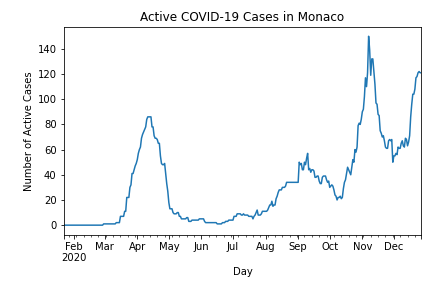 Active COVID-19 Cases in Monaco
Number of Active Cases
140
120
100
80
60
40
20
0
Feb Mar Apr May Jun Jul Aug Sep Oct Nov Dec
2020
Day